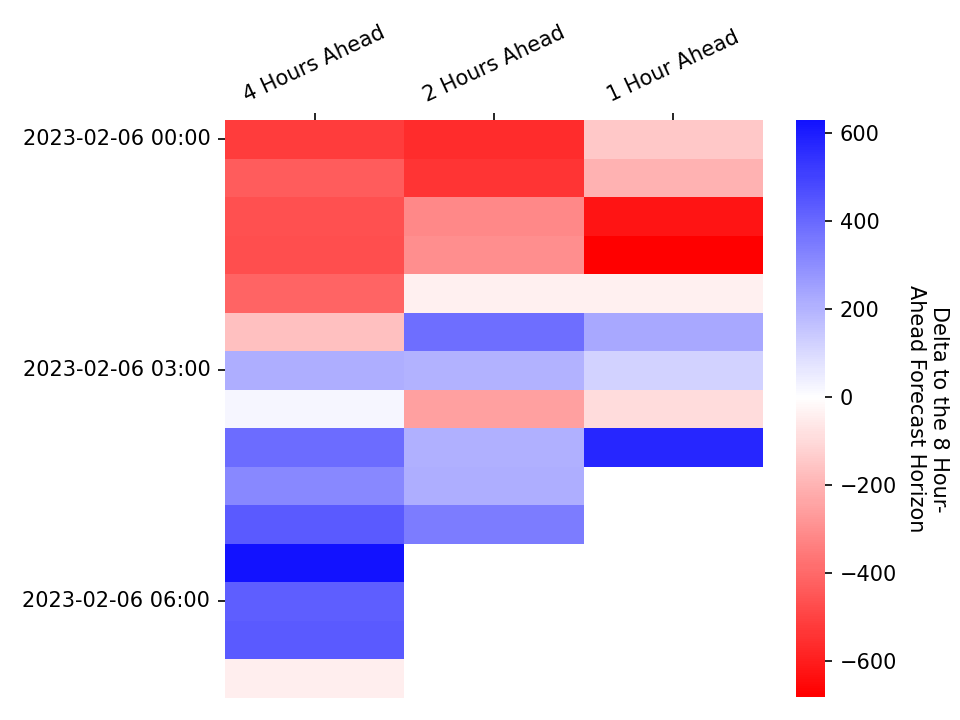 4 Hours Ahead
2 Hours Ahead
1 Hour Ahead
2023-02-06 00:00
2023-02-06 03:00
2023-02-06 06:00
600
400
200
0
−200
−400
−600
Delta to the 8 Hour-
Ahead Forecast Horizon